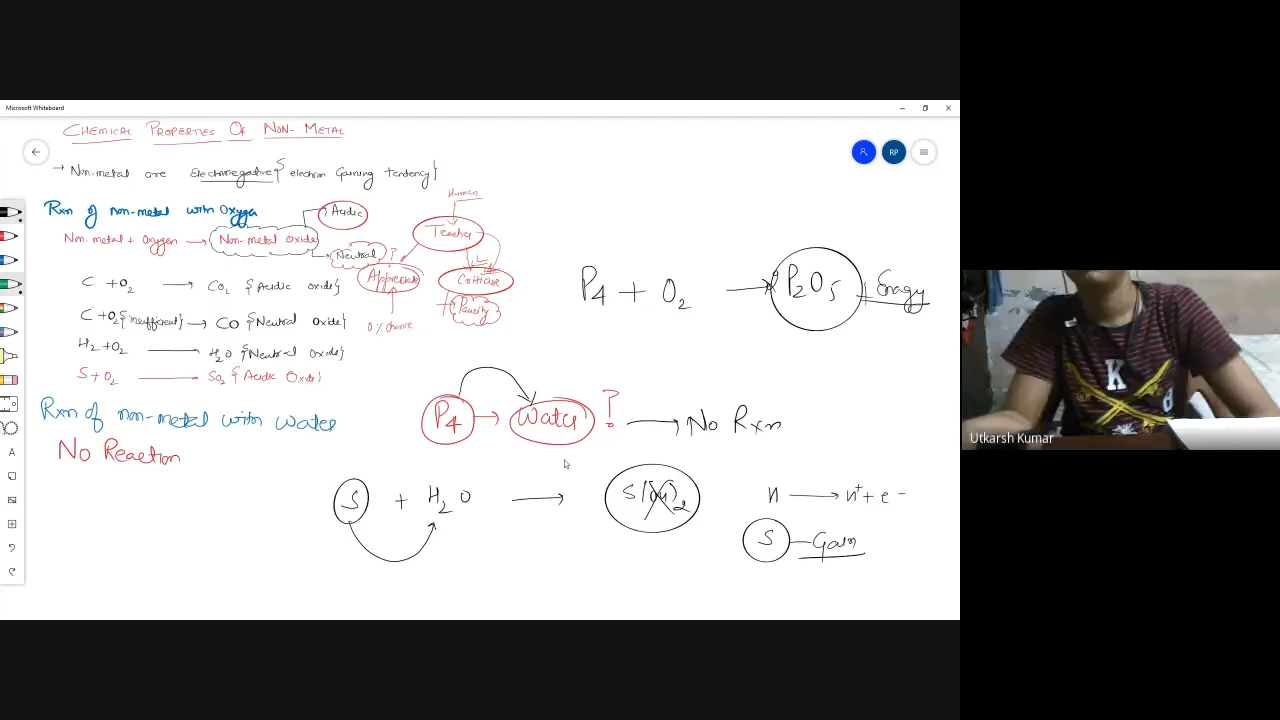 Microsoft Whiteboard
CHEMICAL PROPERTIES OF NON-METAL
RP
→ Non-metal are Electronegative { electron Gaining tendency}
Human
Rxn of non-metal with Oxygen
Acidic
Non-metal + Oxygen → Non-metal oxide
Teacher
Neutral ?
Appreciate
Criticise
C + O2 → CO2 { Acidic oxide}
C + O2 {insufficient} → CO {Neutral Oxide}
0% chance
H2 + O2 → H2O {Neutral oxide}
S + O2 → SO2 { Acidic Oxide}
P4 + O2 → P2O5 + Energy
Rxn of non-metal with Water
No Reaction
P4 → Water ? → No Rxn
S + H2O → S(OH)2
n → n+ + e-
S - Gain
K
A
Utkarsh Kumar